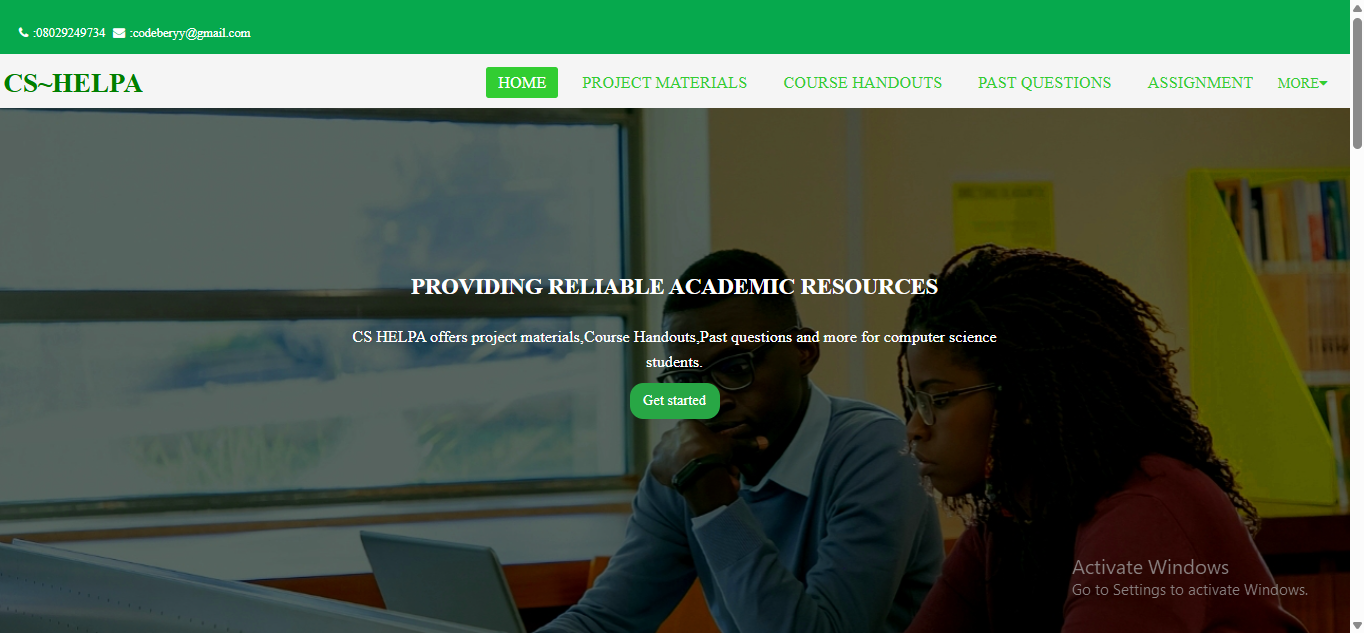 :08029249734 :codeberyy@gmail.com
CS~HELPA HOME PROJECT MATERIALS COURSE HANDOUTS PAST QUESTIONS ASSIGNMENT MORE
PROVIDING RELIABLE ACADEMIC RESOURCES
CS HELPA offers project materials,Course Handouts,Past questions and more for computer science
students.
Get started
Activate Windows
Go to Settings to activate Windows.